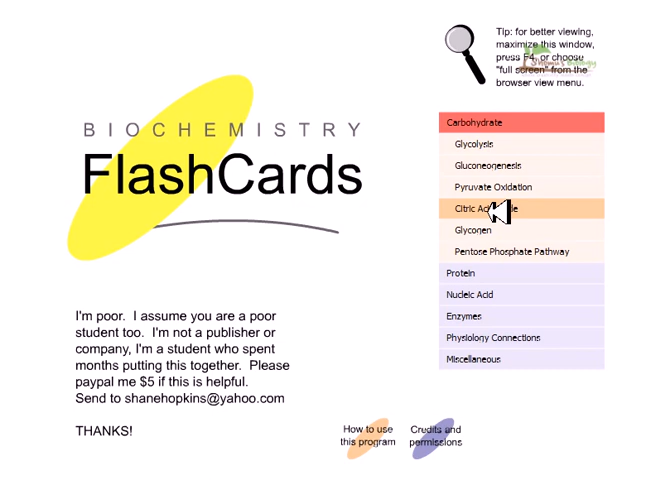 Tip: for better viewing,
maximize this window,
press F4, or choose
"full screen" from the
browser view menu.
BIOCHEMISTRY
FlashCards
Carbohydrate
Glycolysis
Gluconeogenesis
Pyruvate Oxidation
Citric
Glycogen
Pentose Phosphate Pathway
Protein
Nucleic Acid
Enzymes
Physiology Connections
Miscellaneous
I'm poor. I assume you are a poor
student too. I'm not a publisher or
company, I'm a student who spent
months putting this together. Please
paypal me $5 if this is helpful.
Send to shanehopkins@yahoo.com
THANKS!
How to use
this program
Credits and
permissions